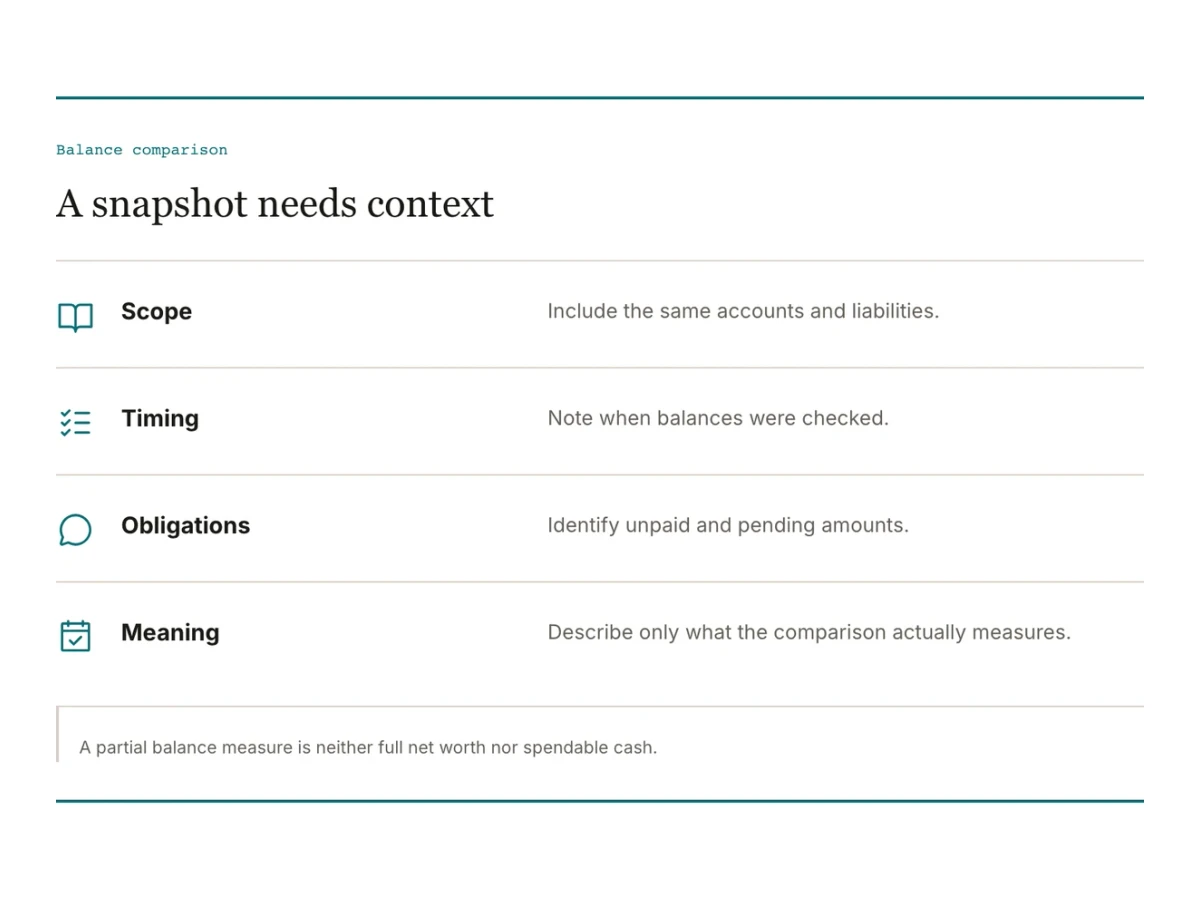 Balance comparison
A snapshot needs context
Scope
Include the same accounts and liabilities.
Timing
Note when balances were checked.
Obligations
Identify unpaid and pending amounts.
Meaning
Describe only what the comparison actually measures.
A partial balance measure is neither full net worth nor spendable cash.